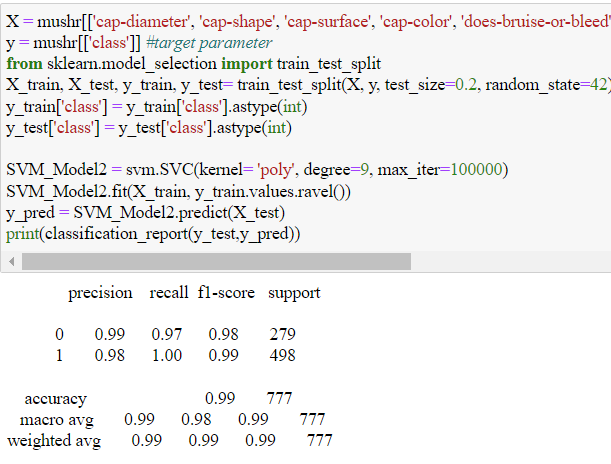 X = mushr[['cap-diameter', 'cap-shape', 'cap-surface', 'cap-color', 'does-bruise-or-bleed'
y = mushr[['class']] #target parameter
from sklearn.model_selection import train_test_split
X_train, X_test, y_train, y_test= train_test_split(X, y, test_size=0.2, random_state=42)
y_train['class'] = y_train['class'].astype(int)
y_test['class'] = y_test['class'].astype(int)
SVM_Model2 = svm.SVC(kernel= 'poly', degree=9, max_iter=100000)
SVM_Model2.fit(X_train, y_train.values.ravel())
y_pred = SVM_Model2.predict(X_test)
print(classification_report(y_test,y_pred))
precision recall f1-score support
0 0.99 0.97 0.98 279
1 0.98 1.00 0.99 498
accuracy 0.99 777
macro avg 0.99 0.98 0.99 777
weighted avg 0.99 0.99 0.99 777